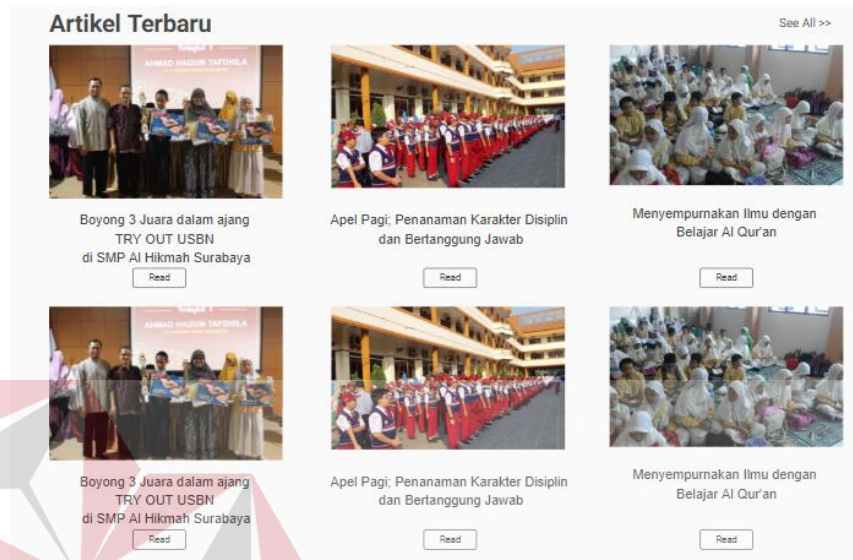 Artikel Terbaru
See All >>
AHMAD HAIZUN TAFDHILA
Boyong 3 Juara dalam ajang
TRY OUT USBN
di SMP Al Hikmah Surabaya
Read
Apel Pagi; Penanaman Karakter Disiplin
dan Bertanggung Jawab
Read
Menyempurnakan Ilmu dengan
Belajar Al Qur'an
Read
AHMAD HAIZUN TAFDHILA
Boyong 3 Juara dalam ajang
TRY OUT USBN
di SMP Al Hikmah Surabaya
Read
Apel Pagi; Penanaman Karakter Disiplin
dan Bertanggung Jawab
Read
Menyempurnakan Ilmu dengan
Belajar Al Qur'an
Read